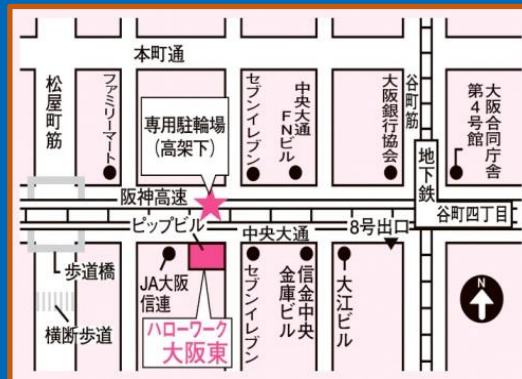 本町通
松屋町筋
ファミリーマート
専用駐輪場
(高架下)
セブンイレブン
中央大通
FNビル
大阪銀行協会
谷町筋
地下鉄
大阪合同庁舎
第4号館
阪神高速
谷町四丁目
ピップビル
中央大通
8号出口
歩道橋
横断歩道
JA大阪
信連
ハローワーク
大阪東
セブンイレブン
信金中央
金庫ビル
大江ビル
N